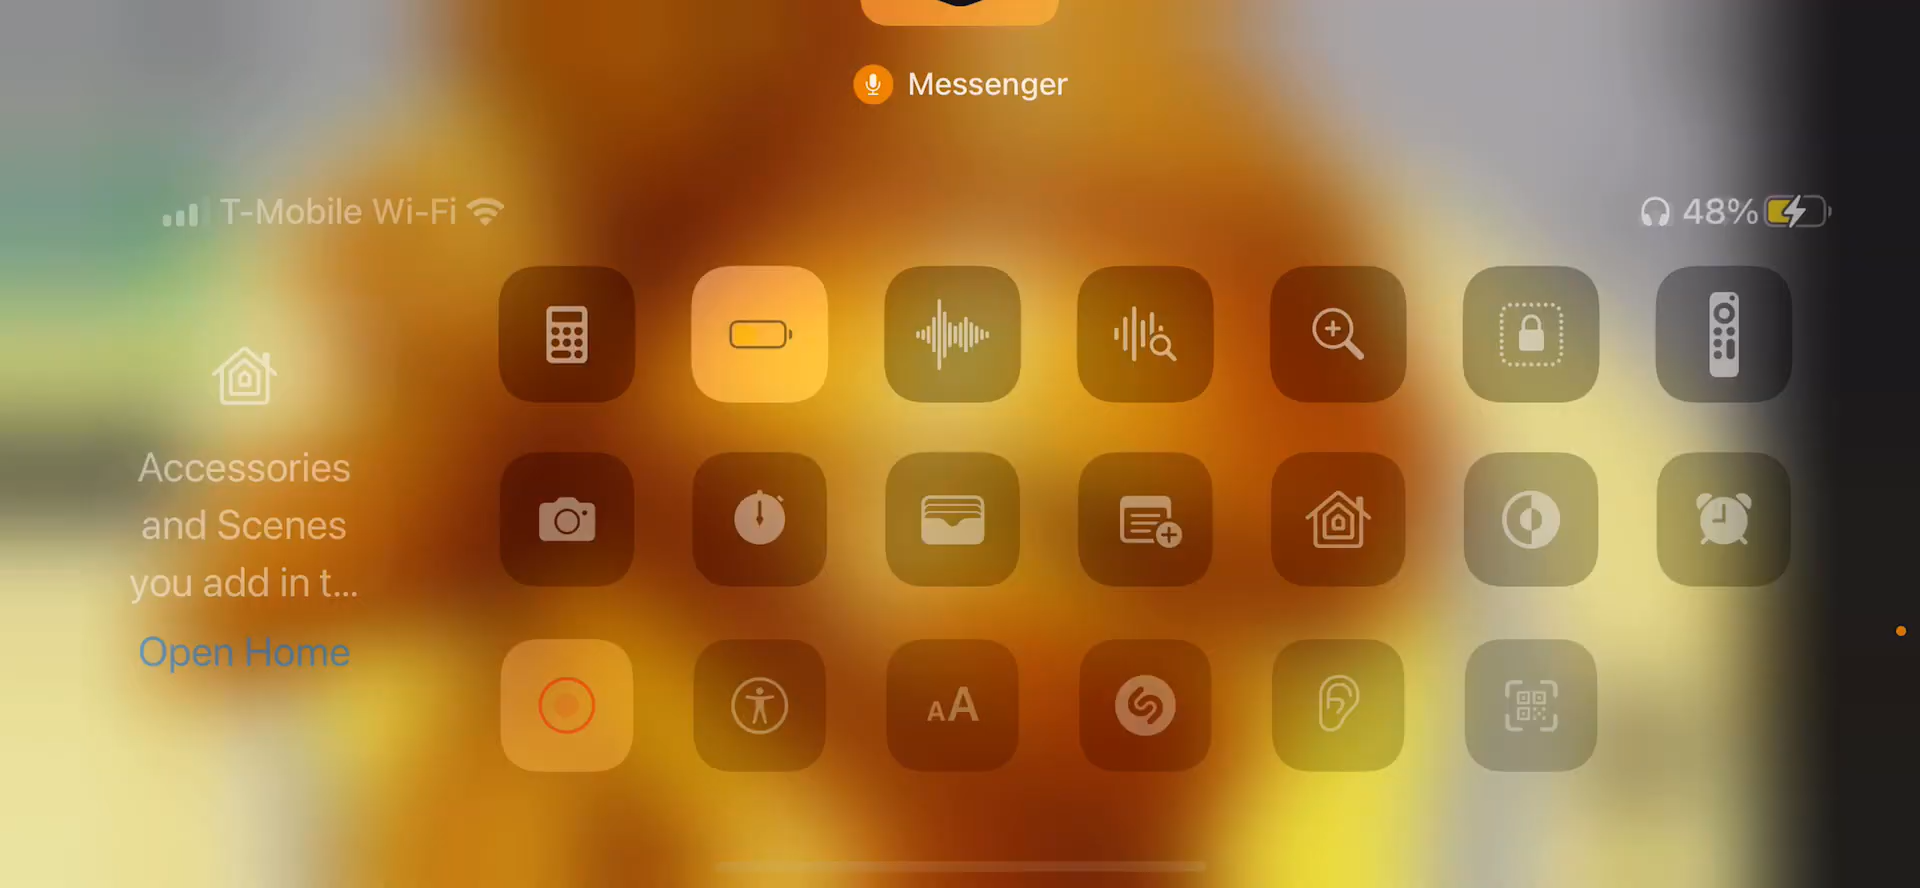 Messenger
T-Mobile Wi-Fi
48%
Accessories
and Scenes
you add in t...
Open Home
AA